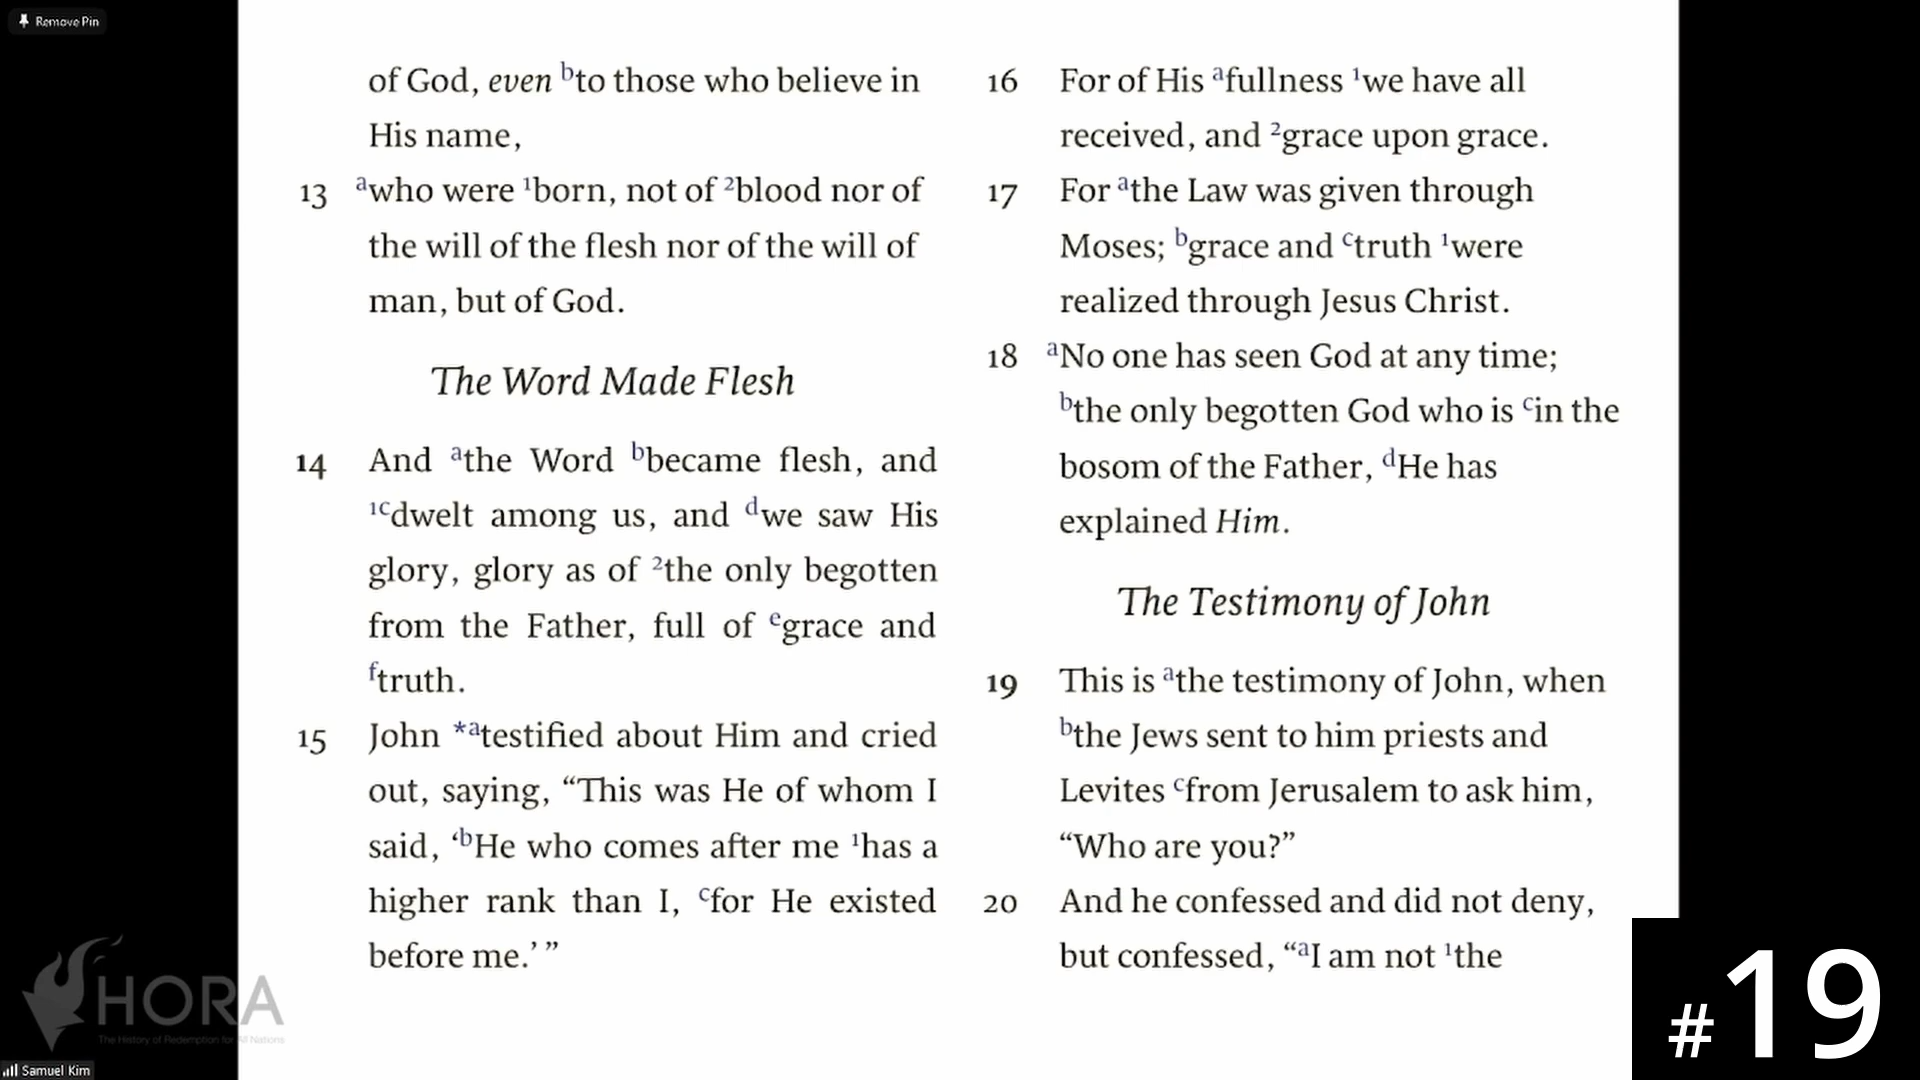 Remove Pin
of God, even bto those who believe in
His name,
13 awho were 1born, not of 2blood nor of
the will of the flesh nor of the will of
man, but of God.
The Word Made Flesh
14 And athe Word bbecame flesh, and
1cdwelt among us, and dwe saw His
glory, glory as of 2the only begotten
from the Father, full of egrace and
ftruth.
15 John *atestified about Him and cried
out, saying, “This was He of whom I
said, ‘bHe who comes after me 1has a
higher rank than I, cfor He existed
before me.’ ”
16 For of His afullness 1we have all
received, and 2grace upon grace.
17 For athe Law was given through
Moses; bgrace and ctruth 1were
realized through Jesus Christ.
18 aNo one has seen God at any time;
bthe only begotten God who is cin the
bosom of the Father, dHe has
explained Him.
The Testimony of John
19 This is athe testimony of John, when
bthe Jews sent to him priests and
Levites cfrom Jerusalem to ask him,
“Who are you?”
20 And he confessed and did not deny,
but confessed, “aI am not 1the
HORA
The History of Redemption for All Nations
Samuel Kim
#19